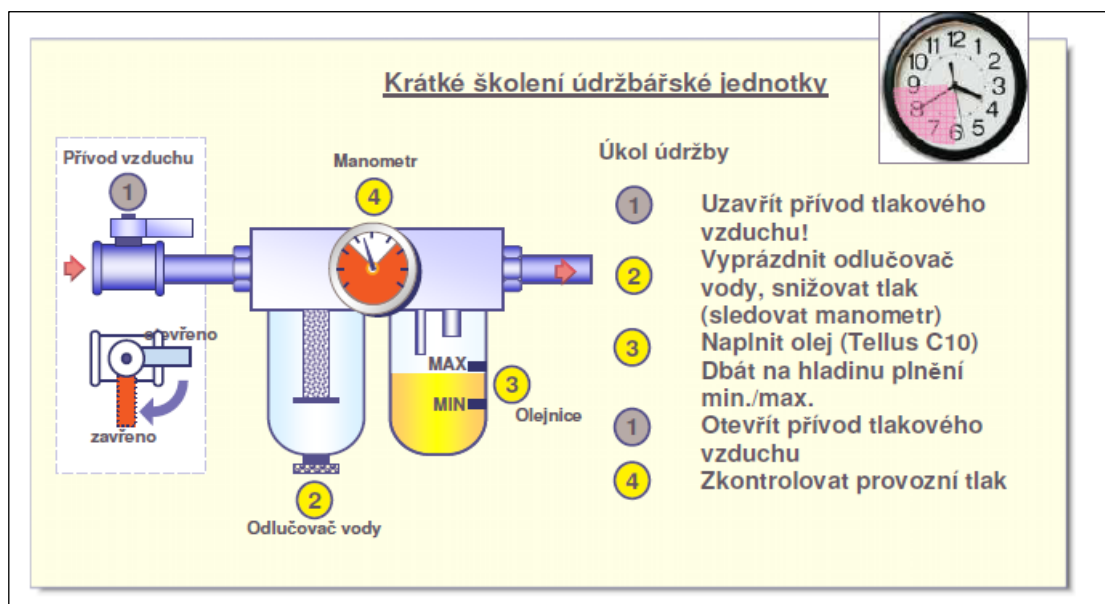 Krátké školení údržbářské jednotky
11 12 1
10 2
9 3
8 4
7 6 5
Přívod vzduchu
1
Manometr
4
otevřeno
zavřeno
MAX
MIN
3
Olejnice
2
Odlučovač vody
Úkol údržby
1 Uzavřít přívod tlakového
vzduchu!
2 Vyprázdnit odlučovač
vody, snižovat tlak
(sledovat manometr)
3 Naplnit olej (Tellus C10)
Dbát na hladinu plnění
min./max.
1 Otevřít přívod tlakového
vzduchu
4 Zkontrolovat provozní tlak